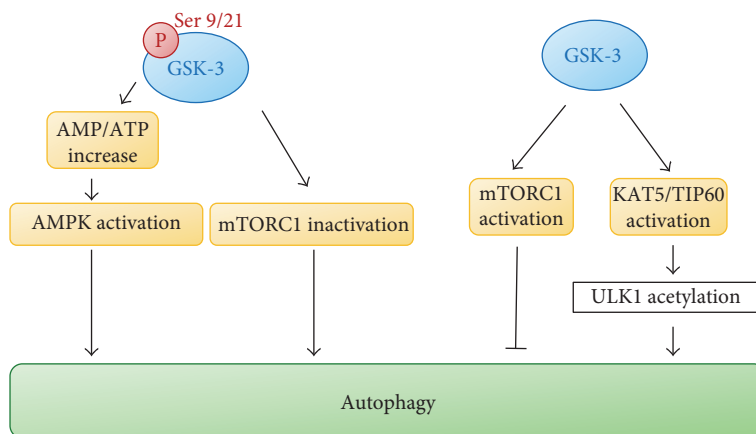 Ser 9/21
P
GSK-3
GSK-3
AMP/ATP
increase
AMPK activation
mTORC1 inactivation
mTORC1
activation
KAT5/TIP60
activation
ULK1 acetylation
Autophagy